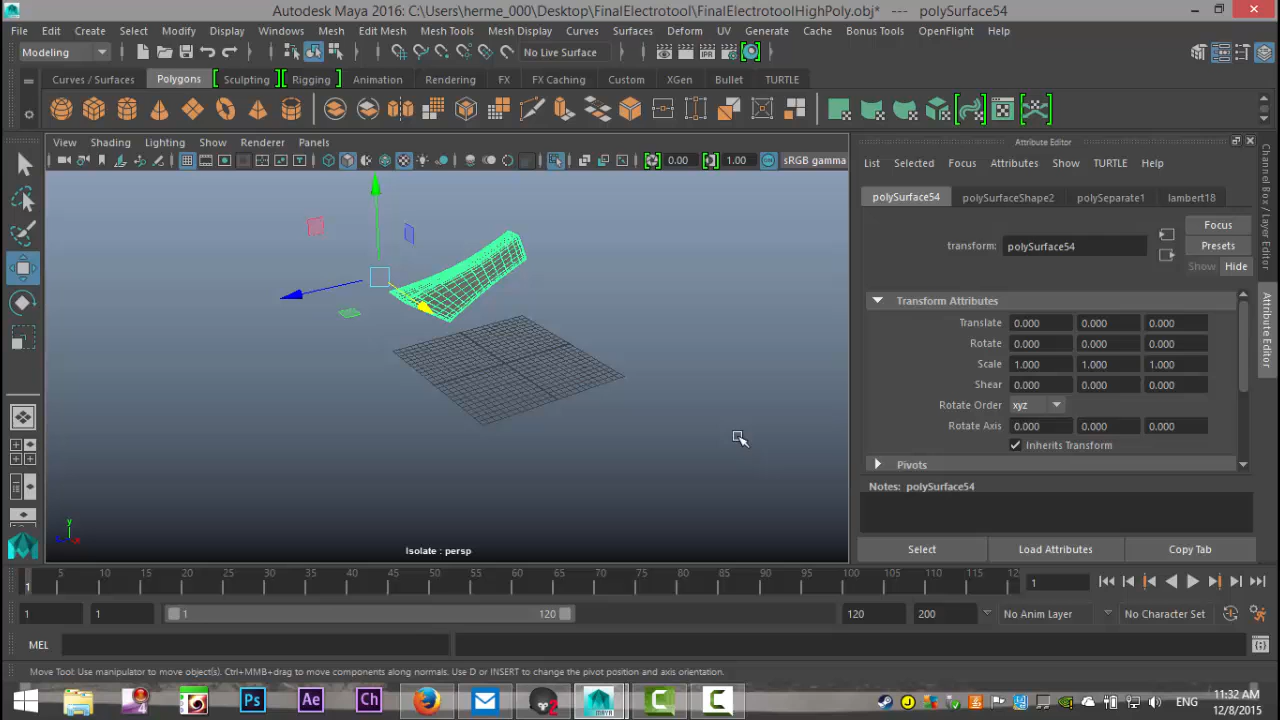 Autodesk Maya 2016: C:\Users\herme_000\Desktop\FinalElectrotool\FinalElectrotoolHighPoly.obj* --- polySurface54
File Edit Create Select Modify Display Windows Mesh Edit Mesh Mesh Tools Mesh Display Curves Surfaces Deform UV Generate Cache Bonus Tools OpenFlight Help
Modeling No Live Surface
Curves / Surfaces Polygons Sculpting Rigging Animation Rendering FX FX Caching Custom XGen Bullet TURTLE
View Shading Lighting Show Renderer Panels
0.00 1.00 sRGB gamma
Attribute Editor
List Selected Focus Attributes Show TURTLE Help
polySurface54 polySurfaceShape2 polySeparate1 lambert18
Focus
transform: polySurface54 Presets
Show Hide
Transform Attributes
Translate 0.000 0.000 0.000
Rotate 0.000 0.000 0.000
Scale 1.000 1.000 1.000
Shear 0.000 0.000 0.000
Rotate Order xyz
Rotate Axis 0.000 0.000 0.000
Inherits Transform
Pivots
Notes: polySurface54
Select Load Attributes Copy Tab
Channel Box / Layer Editor
Attribute Editor
y
Isolate : persp
1 5 10 15 20 25 30 35 40 45 50 55 60 65 70 75 80 85 90 95 100 105 110 115 12 1
1 1 1 120 120 200 No Anim Layer No Character Set
MEL
Move Tool: Use manipulator to move object(s). Ctrl+MMB+drag to move components along normals. Use D or INSERT to change the pivot position and axis orientation.
Ps Ae Ch ENG
11:32 AM
12/8/2015